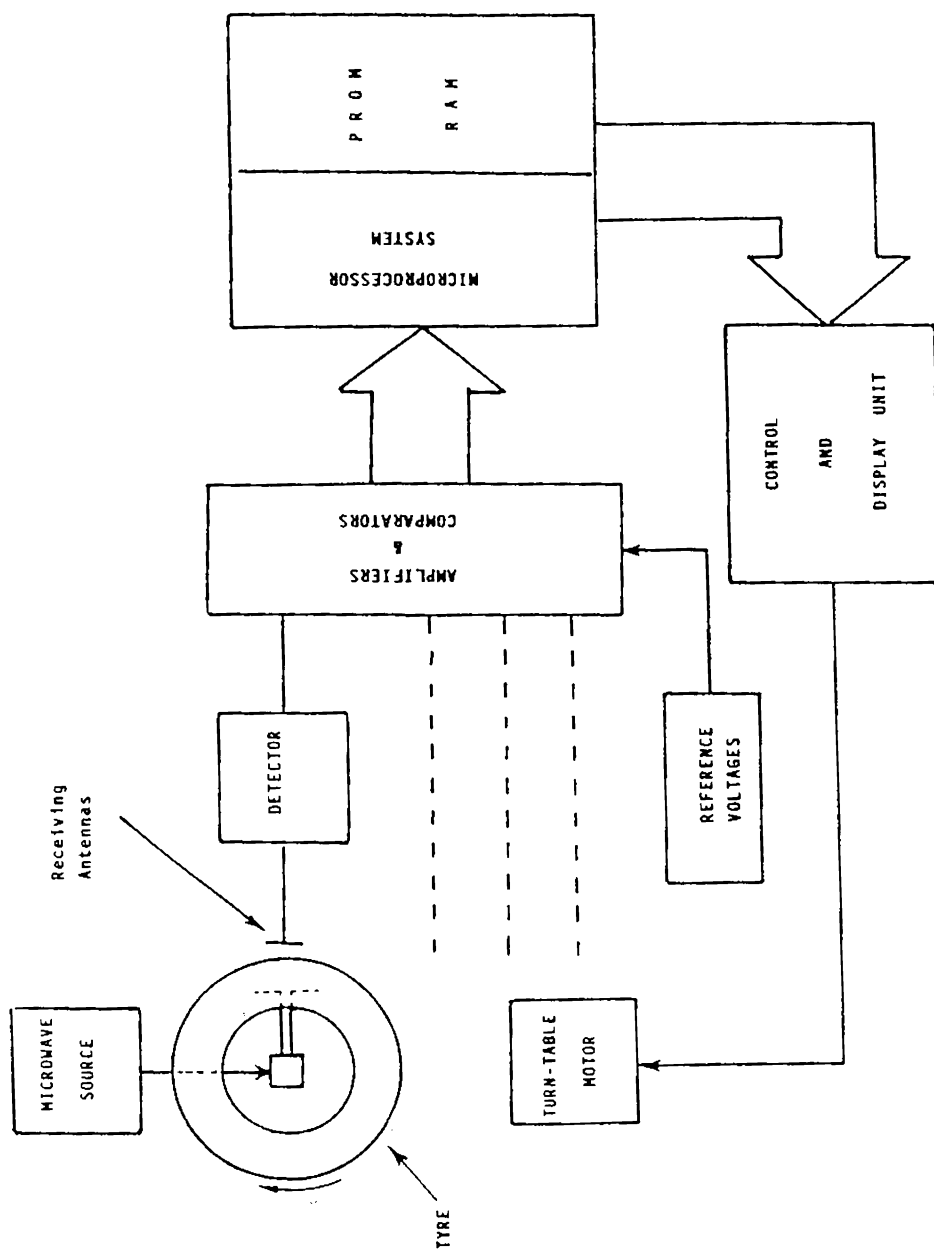 MICROWAVE
SOURCE
Receiving
Antennas
DETECTOR
AMPLIFIERS
&
COMPARATORS
MICROPROCESSOR
SYSTEM
PROM
RAM
TYRE
TURN-TABLE
MOTOR
REFERENCE
VOLTAGES
CONTROL
AND
DISPLAY UNIT